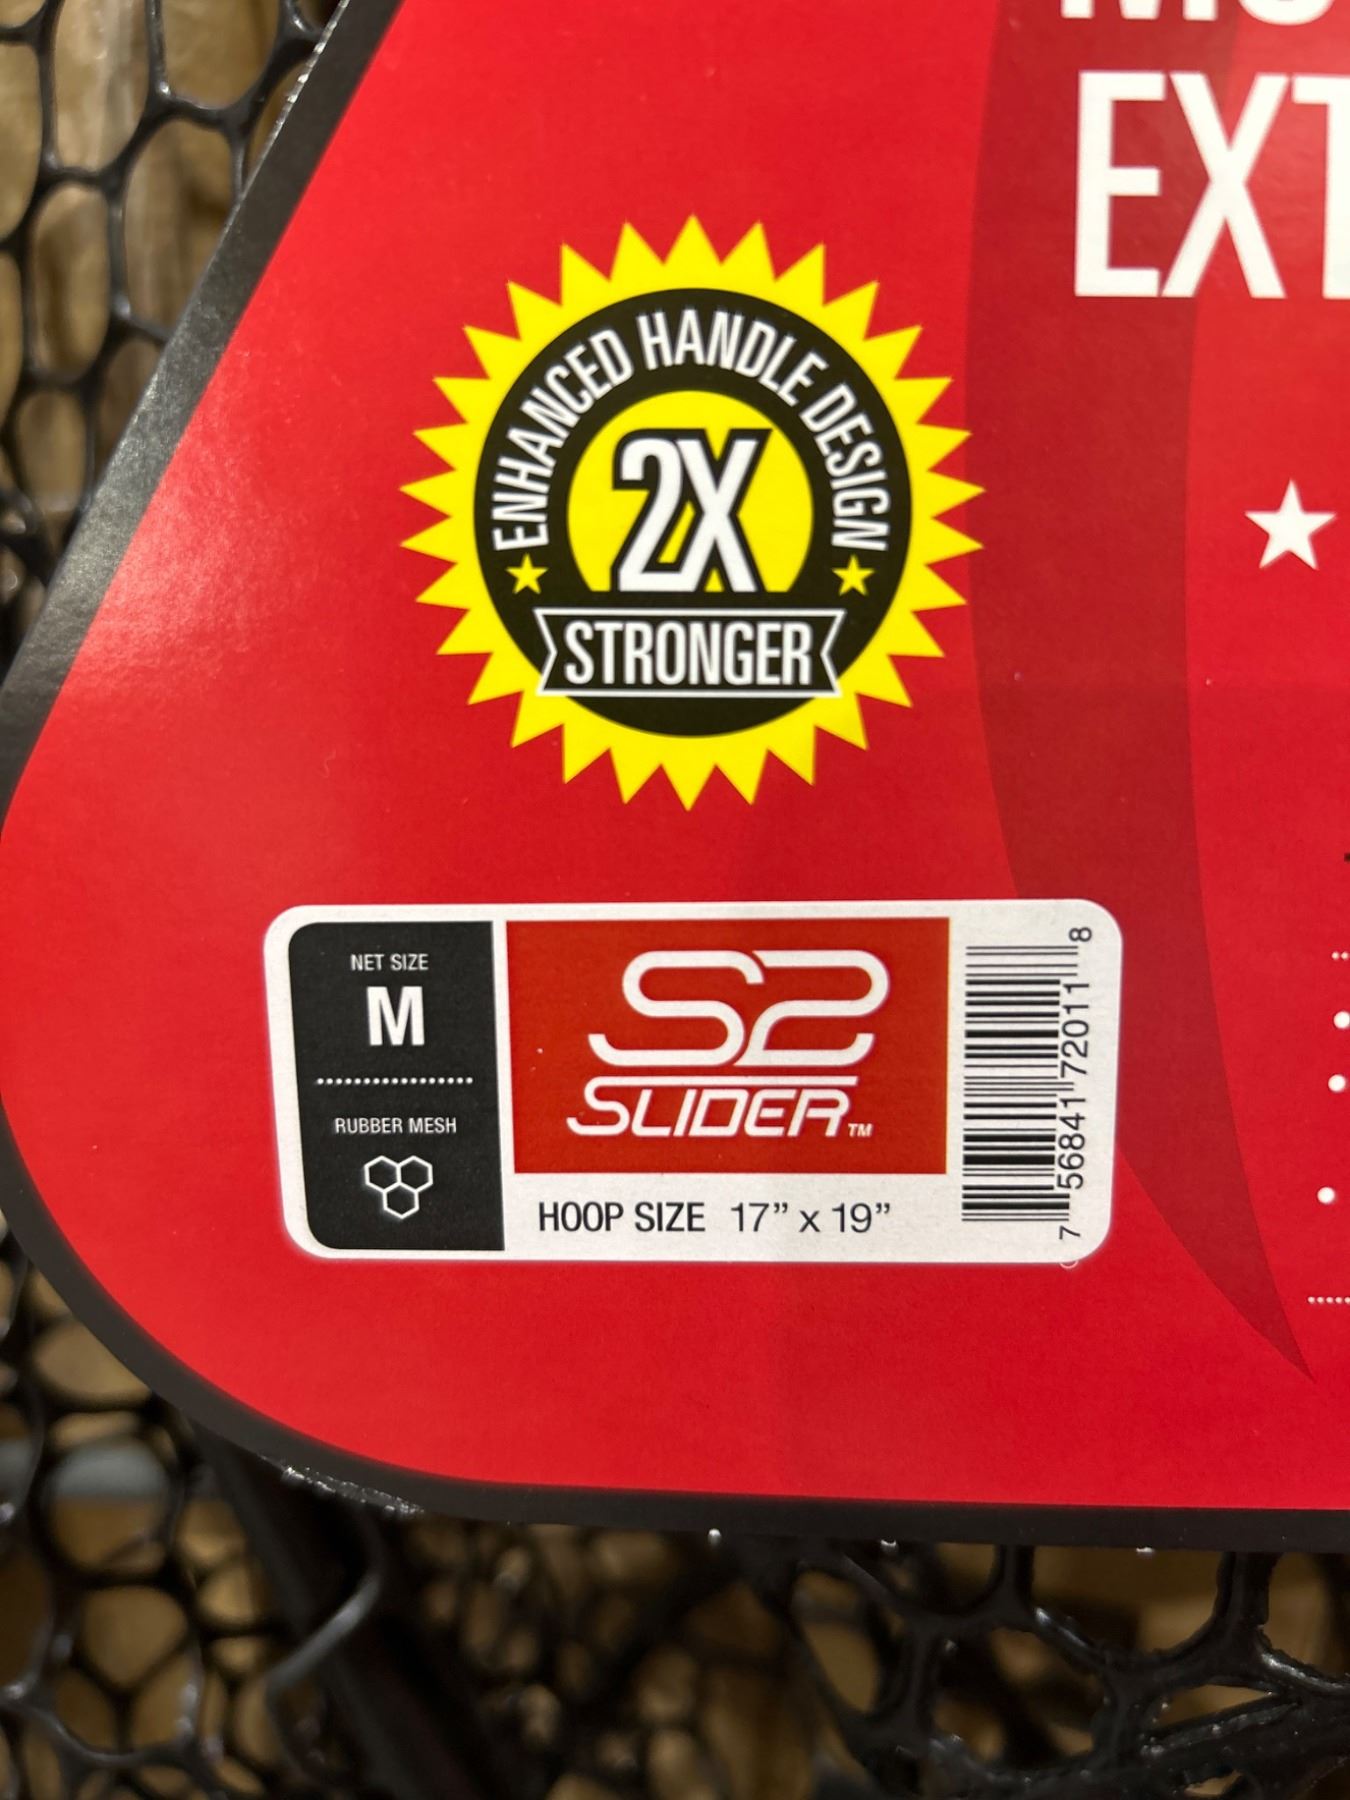 EXT
ENHANCED HANDLE DESIGN
2X
STRONGER
NET SIZE
M
RUBBER MESH
S2
SLIDER™
HOOP SIZE 17” x 19”
7 56841 72011 8